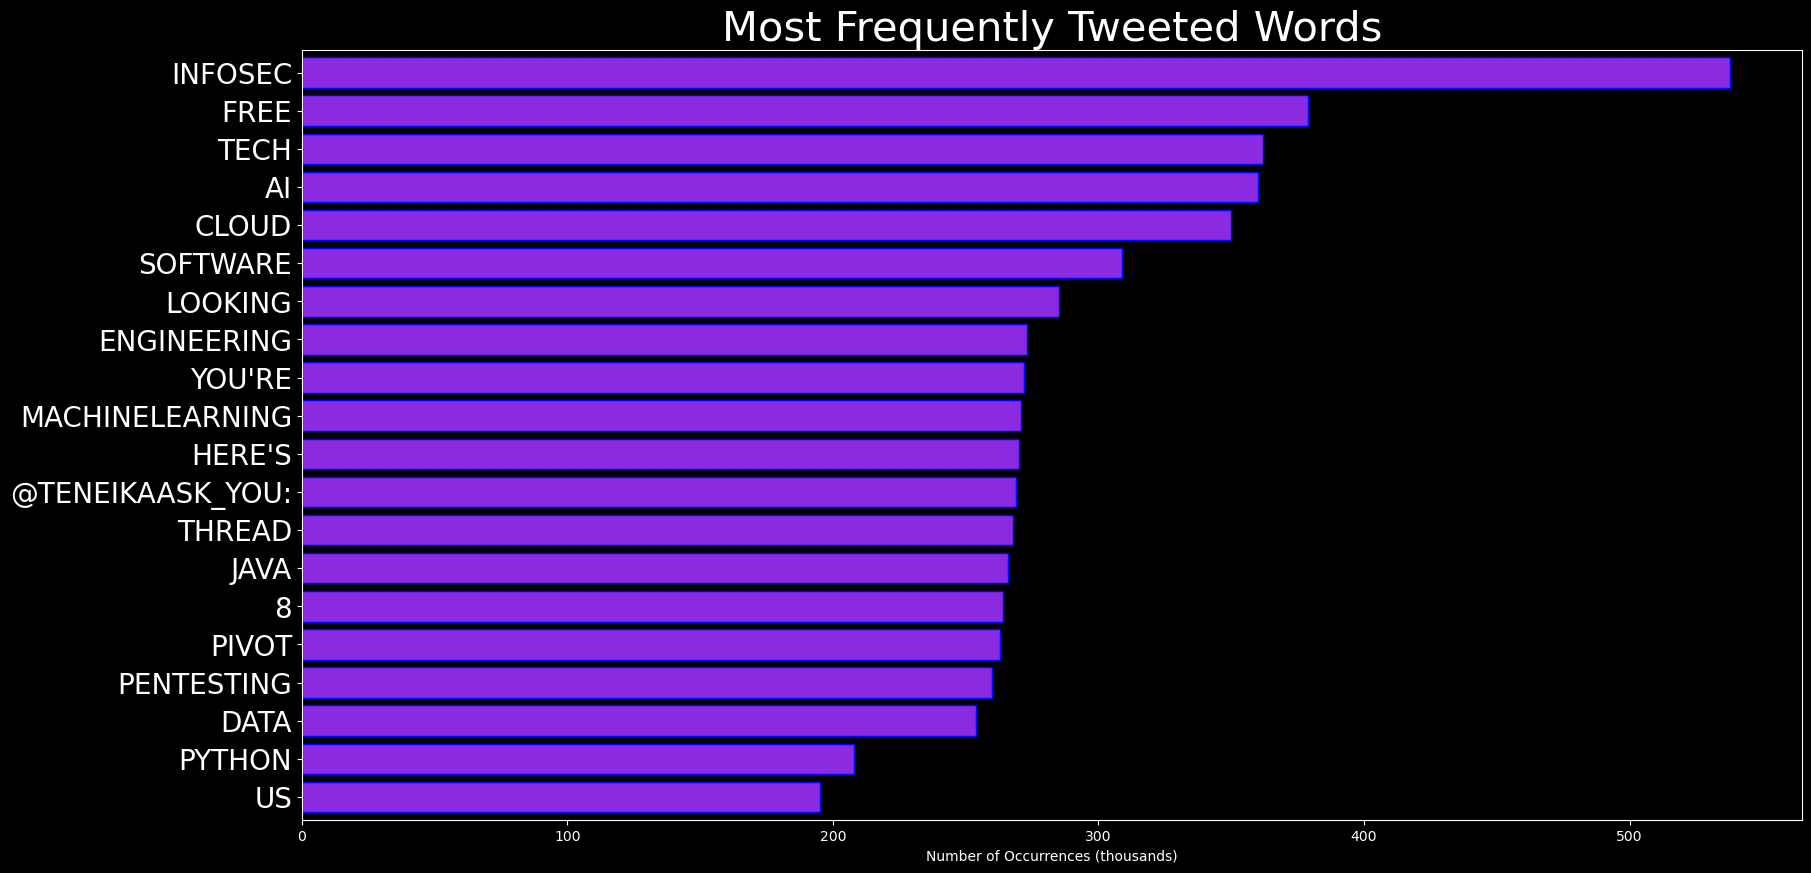 Most Frequently Tweeted Words
INFOSEC
FREE
TECH
AI
CLOUD
SOFTWARE
LOOKING
ENGINEERING
YOU'RE
MACHINELEARNING
HERE'S
@TENEIKAASK_YOU:
THREAD
JAVA
8
PIVOT
PENTESTING
DATA
PYTHON
US
0 100 200 300 400 500
Number of Occurrences (thousands)